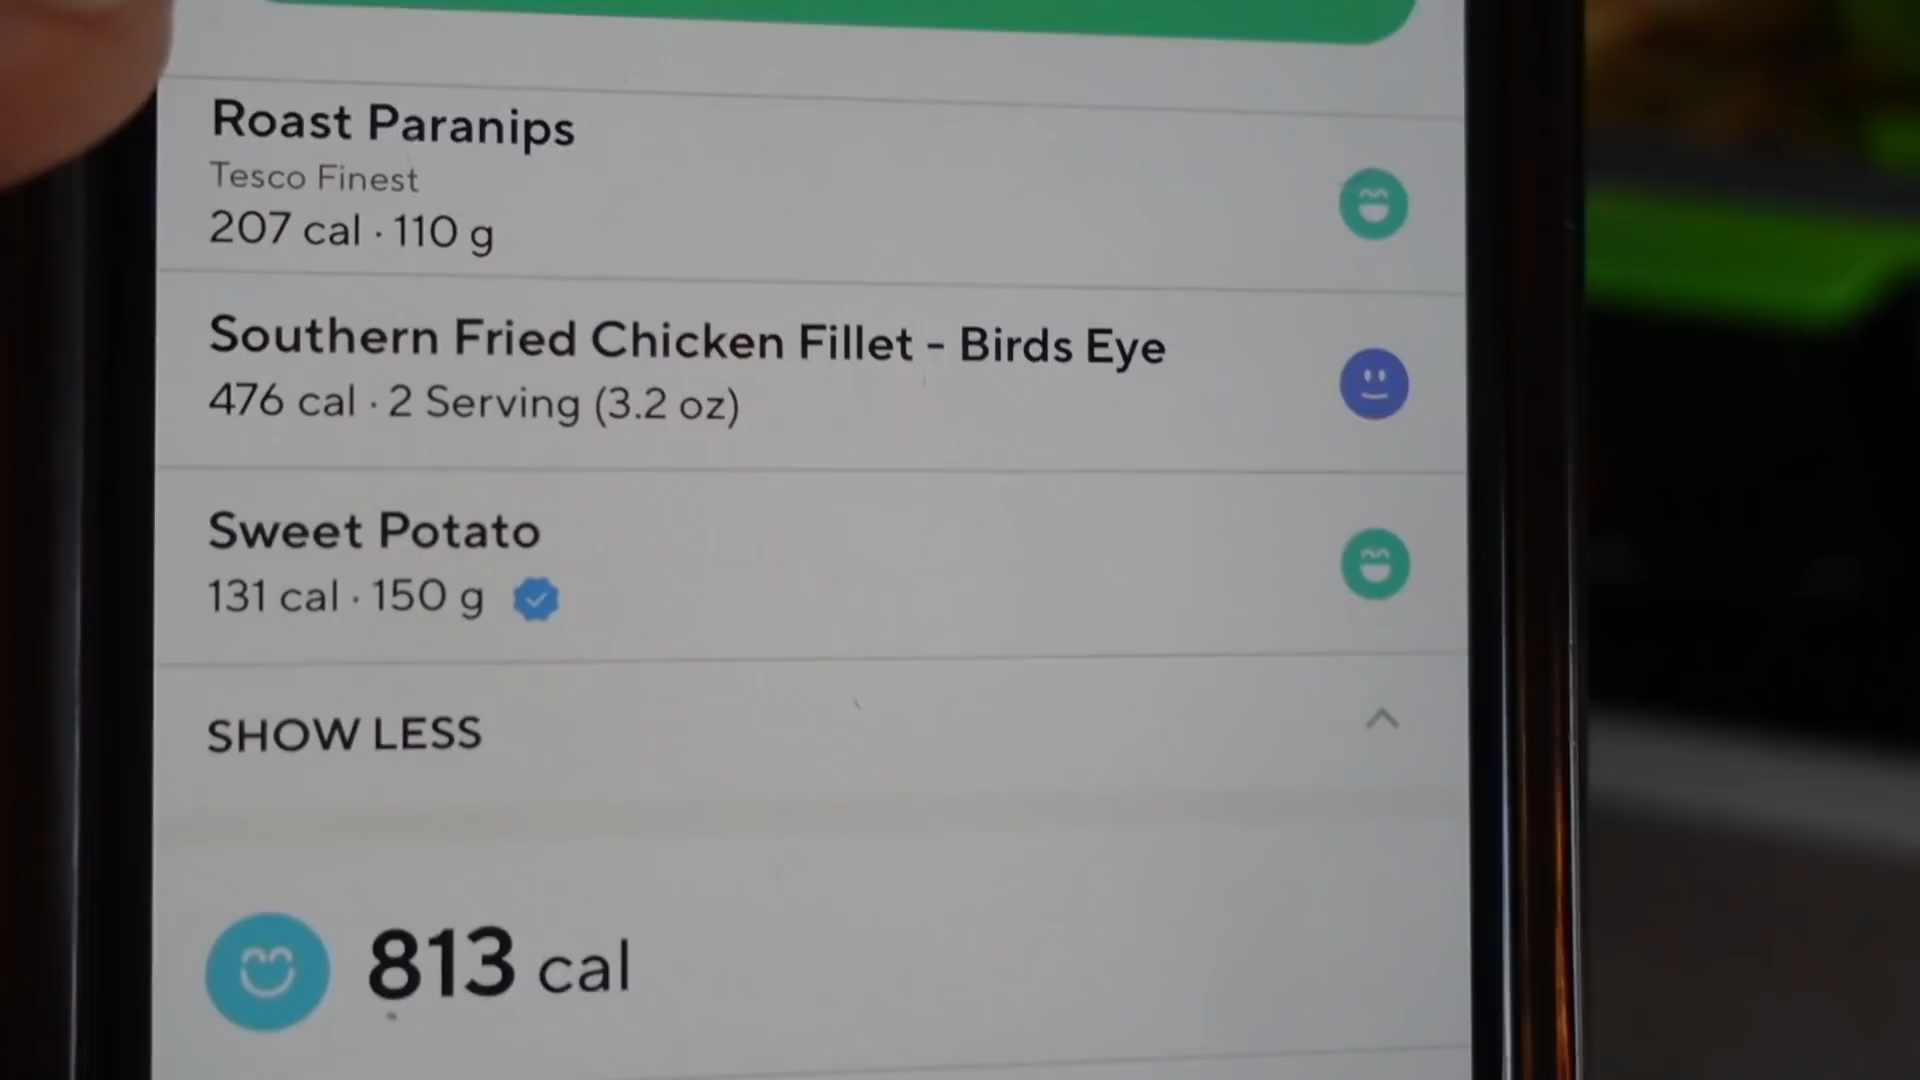 Roast Paranips
Tesco Finest
207 cal · 110 g
Southern Fried Chicken Fillet - Birds Eye
476 cal · 2 Serving (3.2 oz)
Sweet Potato
131 cal · 150 g
SHOW LESS
813 cal